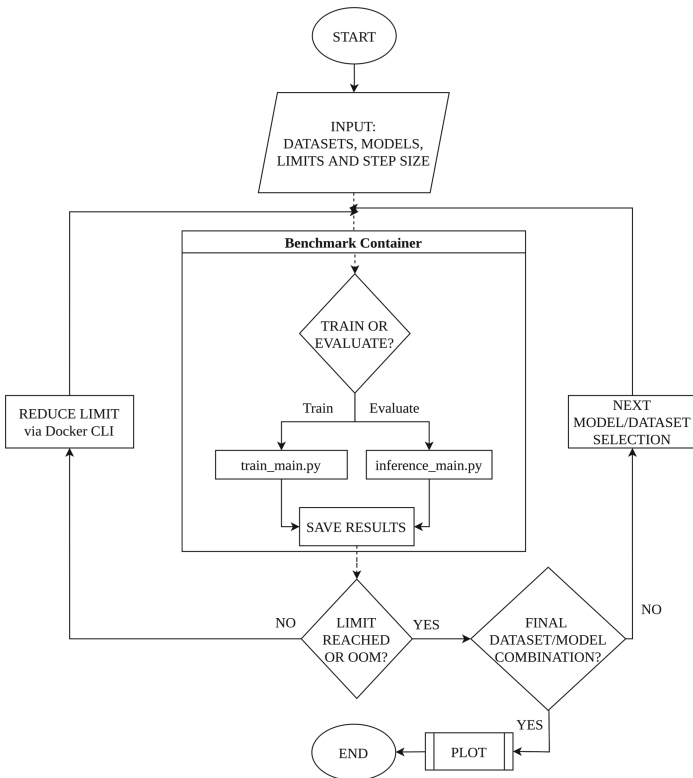 START
INPUT:
DATASETS, MODELS,
LIMITS AND STEP SIZE
Benchmark Container
TRAIN OR
EVALUATE?
Train
Evaluate
REDUCE LIMIT
via Docker CLI
NEXT
MODEL/DATASET
SELECTION
train_main.py
inference_main.py
SAVE RESULTS
NO
LIMIT
REACHED
OR OOM?
YES
FINAL
DATASET/MODEL
COMBINATION?
NO
YES
END
PLOT